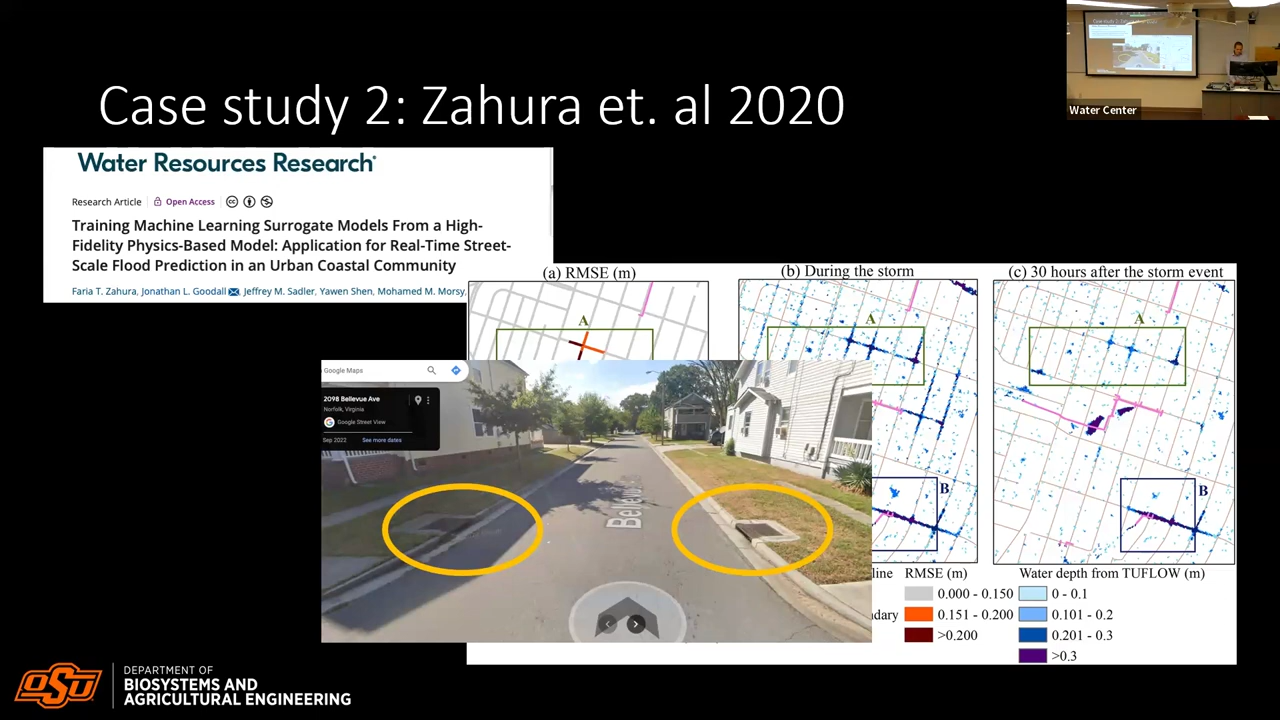 Case study 2: Zahura et. al 2020
Water Center
Water Resources Research
Research Article
Open Access
Training Machine Learning Surrogate Models From a High-
Fidelity Physics-Based Model: Application for Real-Time Street-
Scale Flood Prediction in an Urban Coastal Community
Faria T. Zahura, Jonathan L. Goodall, Jeffrey M. Sadler, Yawen Shen, Mohamed M. Morsy,
(a) RMSE (m)
(b) During the storm
(c) 30 hours after the storm event
A
A
A
B
B
Google Maps
2098 Bellevue Ave
Norfolk, Virginia
Google Street View
Sep 2022 See more dates
line
RMSE (m)
Water depth from TUFLOW (m)
0.000 - 0.150
0 - 0.1
dary
0.151 - 0.200
0.101 - 0.2
>0.200
0.201 - 0.3
>0.3
OSU
DEPARTMENT OF
BIOSYSTEMS AND
AGRICULTURAL ENGINEERING